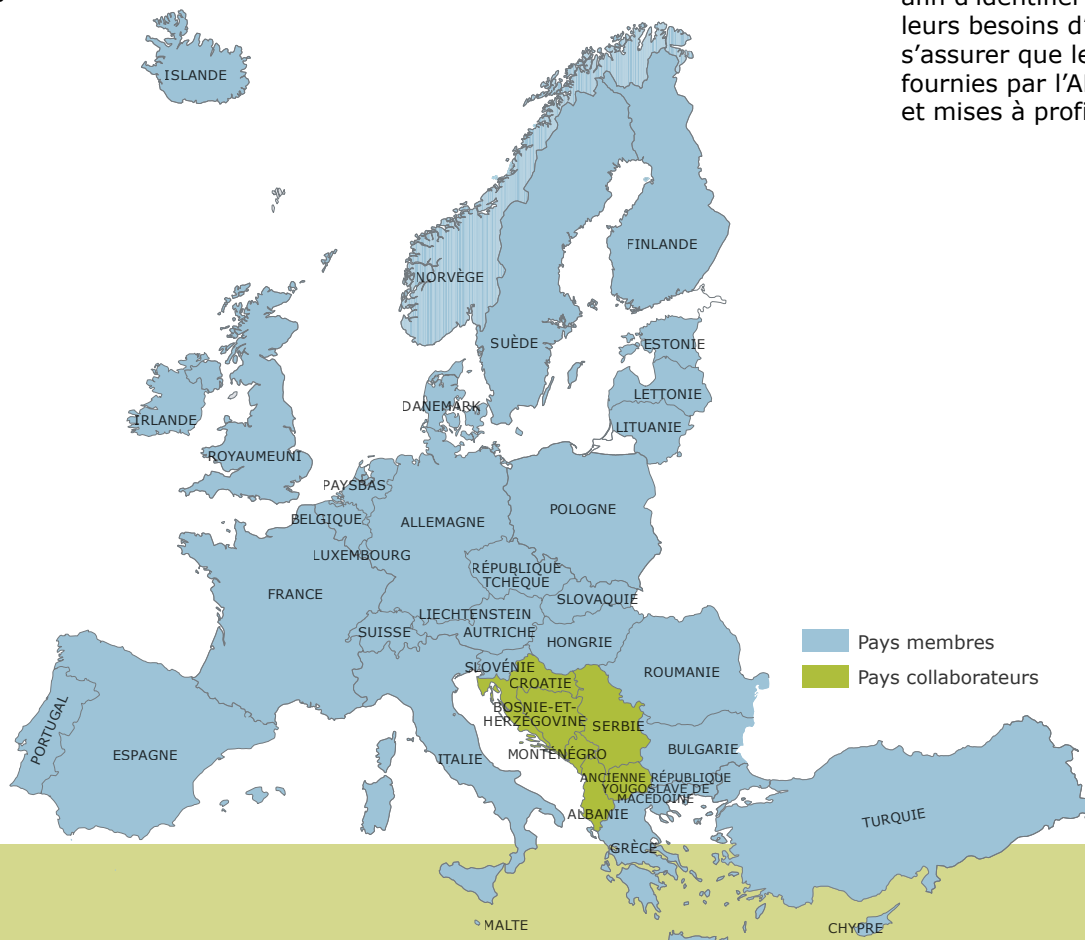 afin d'identifier
leurs besoins d'
s'assurer que le
fournies par l'A
et mises à profi
ISLANDE
FINLANDE
NORVÈGE
SUÈDE
ESTONIE
LETTONIE
DANEMARK
LITUANIE
IRLANDE
ROYAUMEUNI
PAYSBAS
POLOGNE
BELGIQUE
ALLEMAGNE
LUXEMBOURG
RÉPUBLIQUE
TCHÈQUE
FRANCE
SLOVAQUIE
LIECHTENSTEIN
SUISSE
AUTRICHE
HONGRIE
Pays membres
SLOVÉNIE
ROUMANIE
Pays collaborateurs
CROATIE
BOSNIE-ET-
HERZÉGOVINE
SERBIE
PORTUGAL
ESPAGNE
ITALIE
MONTÉNÉGRO
BULGARIE
ANCIENNE RÉPUBLIQUE
YOUGOSLAVE DE
MACÉDOINE
ALBANIE
TURQUIE
GRÈCE
MALTE
CHYPRE